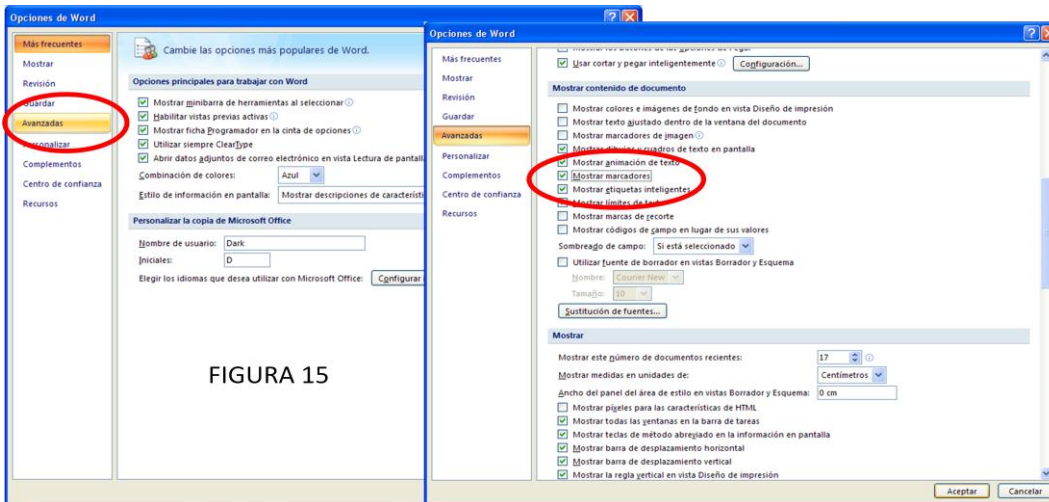 Opciones de Word
Más frecuentes
Mostrar
Revisión
Guardar
Avanzadas
Personalizar
Complementos
Centro de confianza
Recursos
Cambie las opciones más populares de Word.
Opciones principales para trabajar con Word
Mostrar minibarra de herramientas al seleccionar
Habilitar vistas previas activas
Mostrar ficha Programador en la cinta de opciones
Utilizar siempre ClearType
Abrir datos adjuntos de correo electrónico en vista Lectura de pantall
Combinación de colores: Azul
Estilo de información en pantalla: Mostrar descripciones de característi
Personalizar la copia de Microsoft Office
Nombre de usuario: Dark
Iniciales: D
Elegir los idiomas que desea utilizar con Microsoft Office: Configurar
FIGURA 15
Opciones de Word
Más frecuentes
Mostrar
Revisión
Guardar
Avanzadas
Personalizar
Complementos
Centro de confianza
Recursos
Mostrar los botones de las opciones de Pegar
Usar cortar y pegar inteligentemente Configuración...
Mostrar contenido de documento
Mostrar colores e imágenes de fondo en vista Diseño de impresión
Mostrar texto ajustado dentro de la ventana del documento
Mostrar marcadores de imagen
Mostrar dibujos y cuadros de texto en pantalla
Mostrar animación de texto
Mostrar marcadores
Mostrar etiquetas inteligentes
Mostrar límites de texto
Mostrar marcas de recorte
Mostrar códigos de campo en lugar de sus valores
Sombreado de campo: Si está seleccionado
Utilizar fuente de borrador en vistas Borrador y Esquema
Nombre: Courier New
Tamaño: 10
Sustitución de fuentes...
Mostrar
Mostrar este número de documentos recientes: 17
Mostrar medidas en unidades de: Centímetros
Ancho del panel del área de estilo en vistas Borrador y Esquema: 0 cm
Mostrar píxeles para las características de HTML
Mostrar todas las ventanas en la barra de tareas
Mostrar teclas de método abreviado en la información en pantalla
Mostrar barra de desplazamiento horizontal
Mostrar barra de desplazamiento vertical
Mostrar la regla vertical en vista Diseño de impresión
Aceptar Cancelar